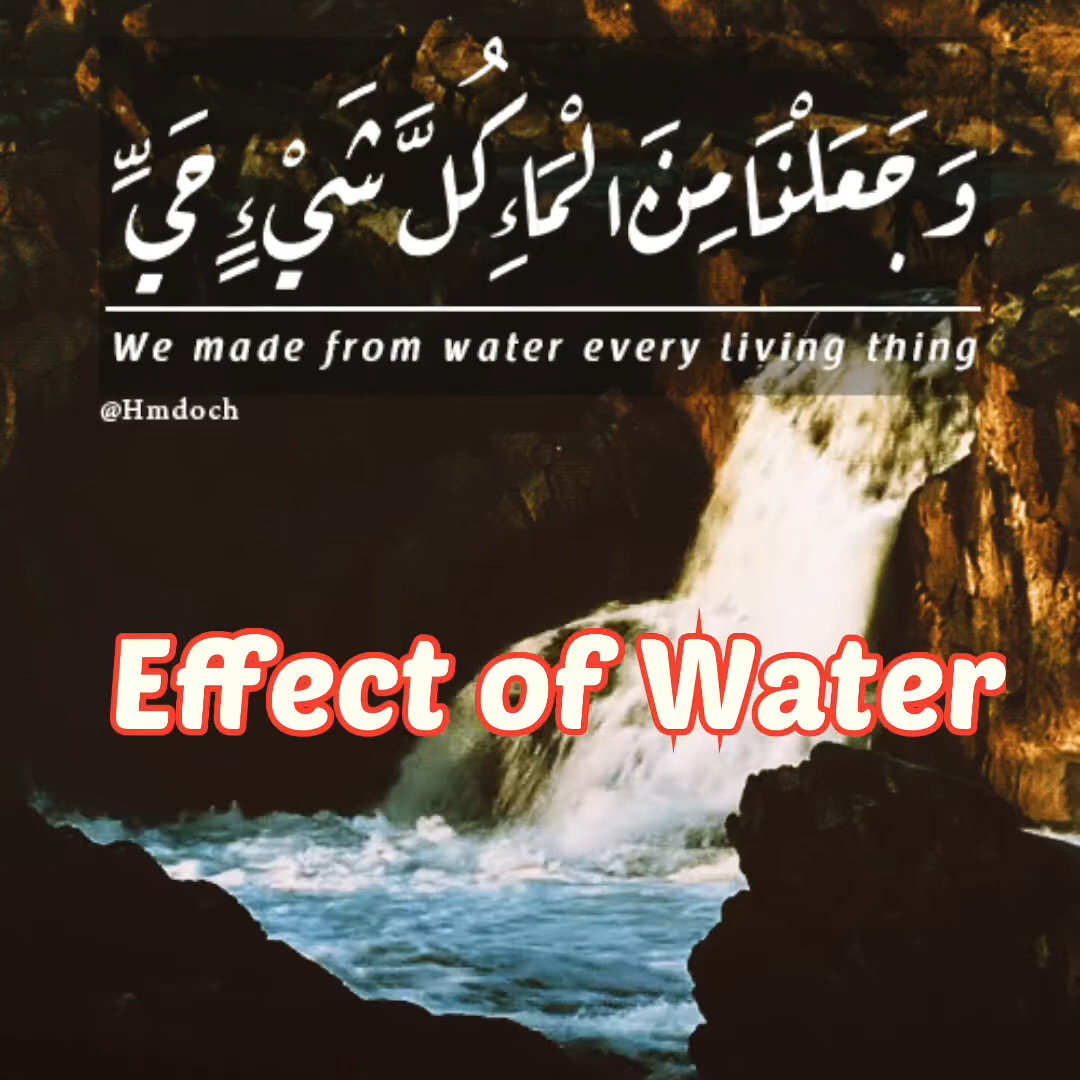 وَجَعَلْنَا مِنَ الْمَاءِ كُلَّ شَيْءٍ حَيٍّ
We made from water every living thing
@Hmdoch
Effect of Water